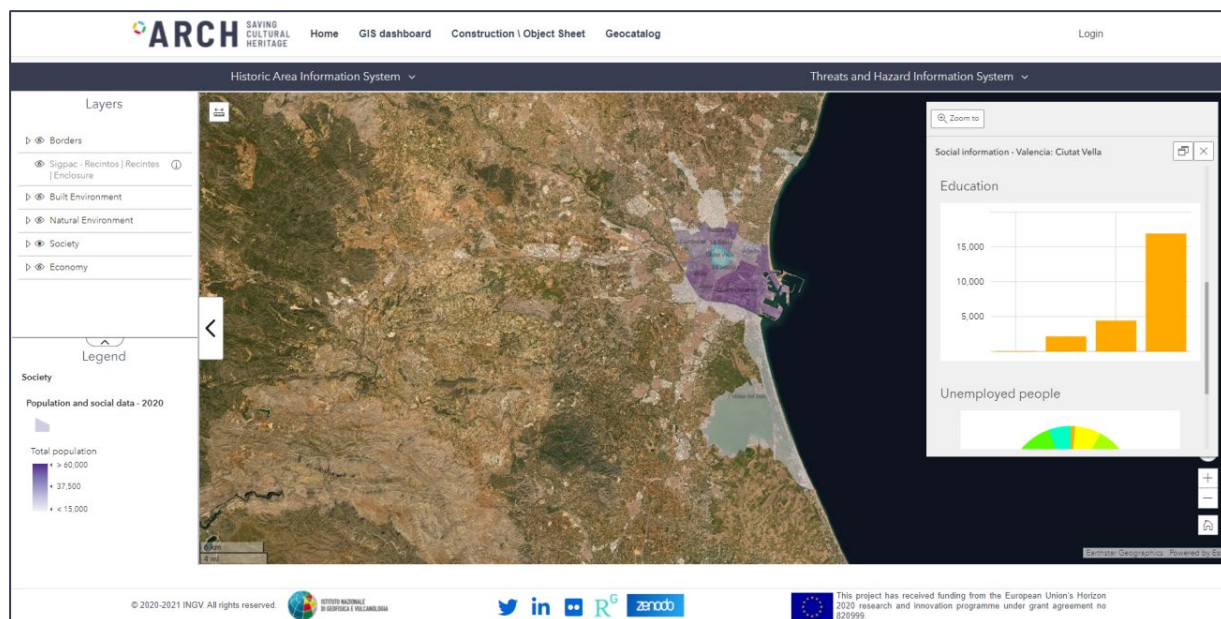 ARCH
SAVING
CULTURAL
HERITAGE
Home
GIS dashboard
Construction \ Object Sheet
Geocatalog
Login
Historic Area Information System
Threats and Hazard Information System
Layers
Borders
Sigpac - Recintos | Recintes
| Enclosure
Built Environment
Natural Environment
Society
Economy
Legend
Society
Population and social data - 2020
Total population
> 60,000
37,500
< 15,000
6 km
4 mi
Zoom to
Social information - Valencia: Ciutat Vella
Education
15,000
10,000
5,000
Unemployed people
Earthstar Geographics
© 2020-2021 INGV. All rights reserved.
ISTITUTO NAZIONALE
DI GEOFISICA E VULCANOLOGIA
in
R G
zenodo
This project has received funding from the European Union's Horizon
2020 research and innovation programme under grant agreement no
820999.